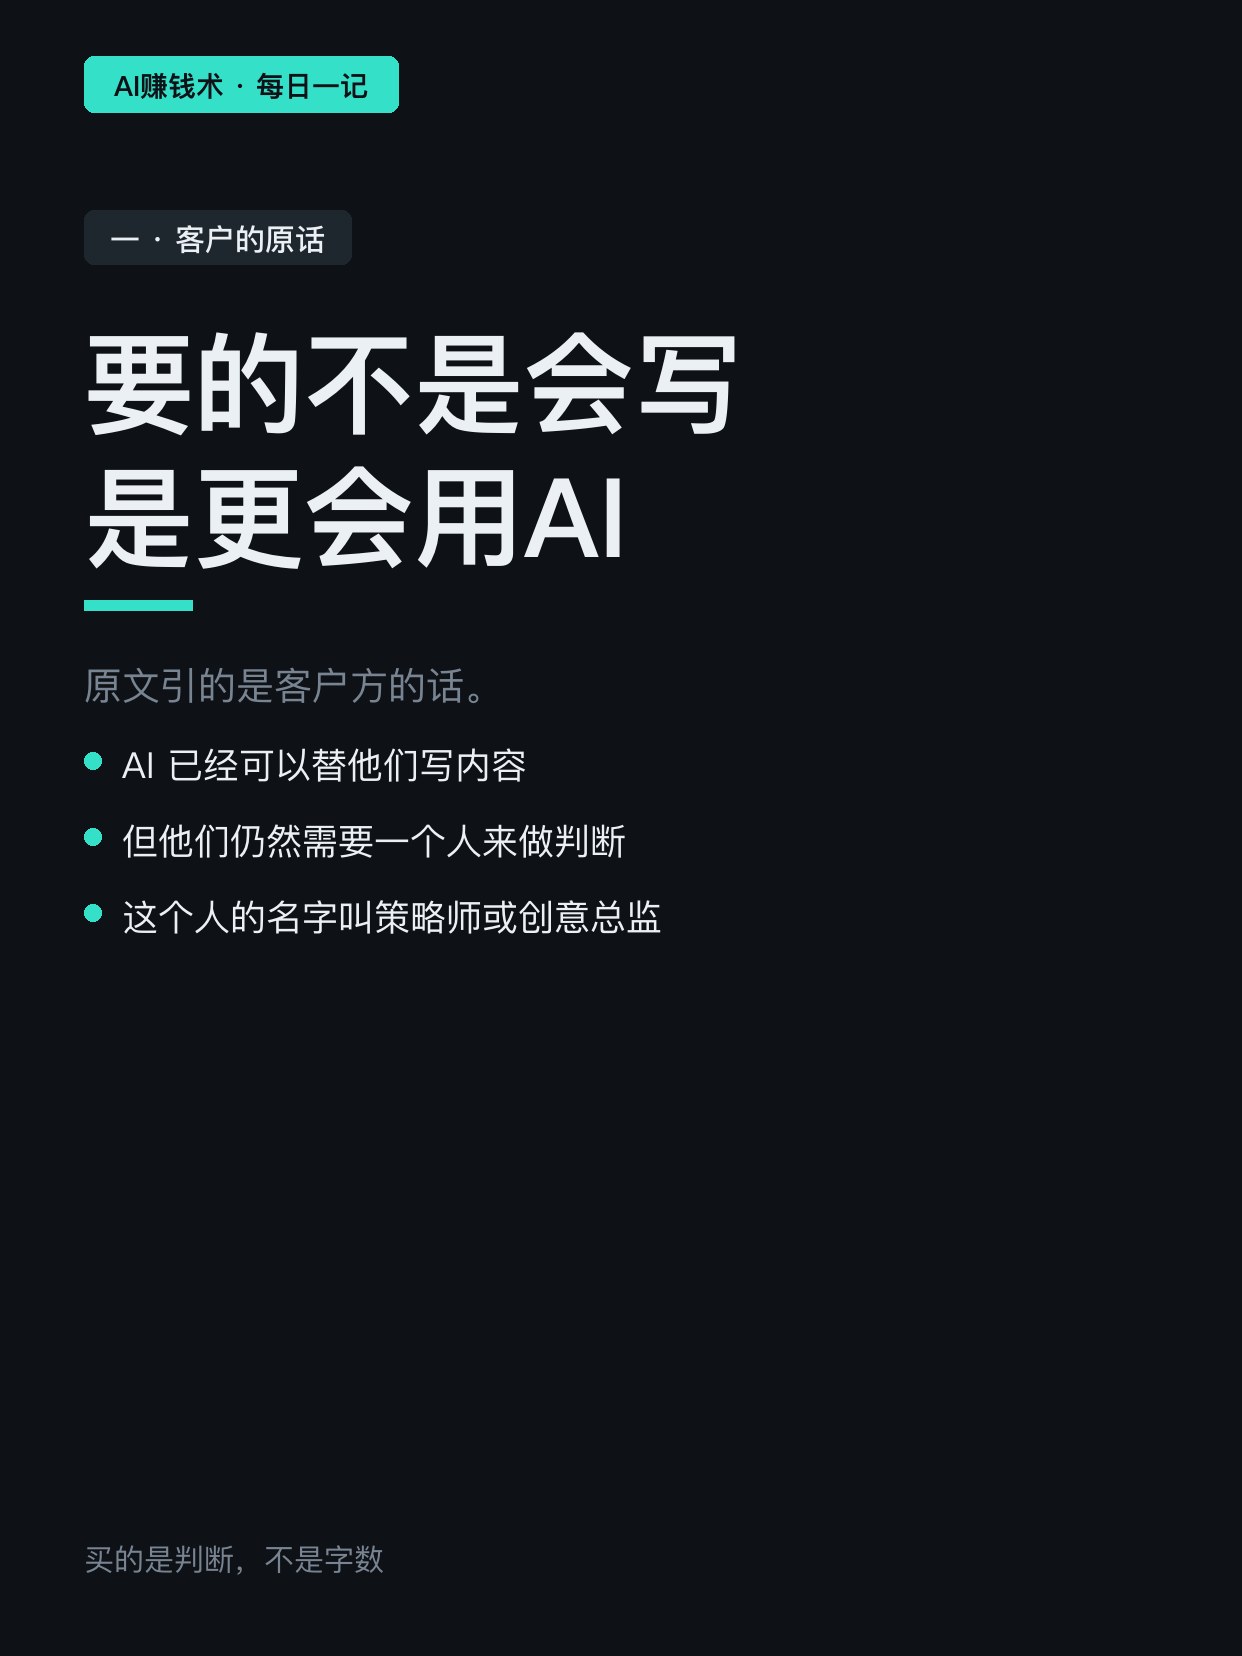 AI赚钱术 · 每日一记
一 · 客户的原话
要的不是会写
是更会用AI
原文引的是客户方的话。
AI 已经可以替他们写内容
但他们仍然需要一个人来做判断
这个人的名字叫策略师或创意总监
买的是判断，不是字数